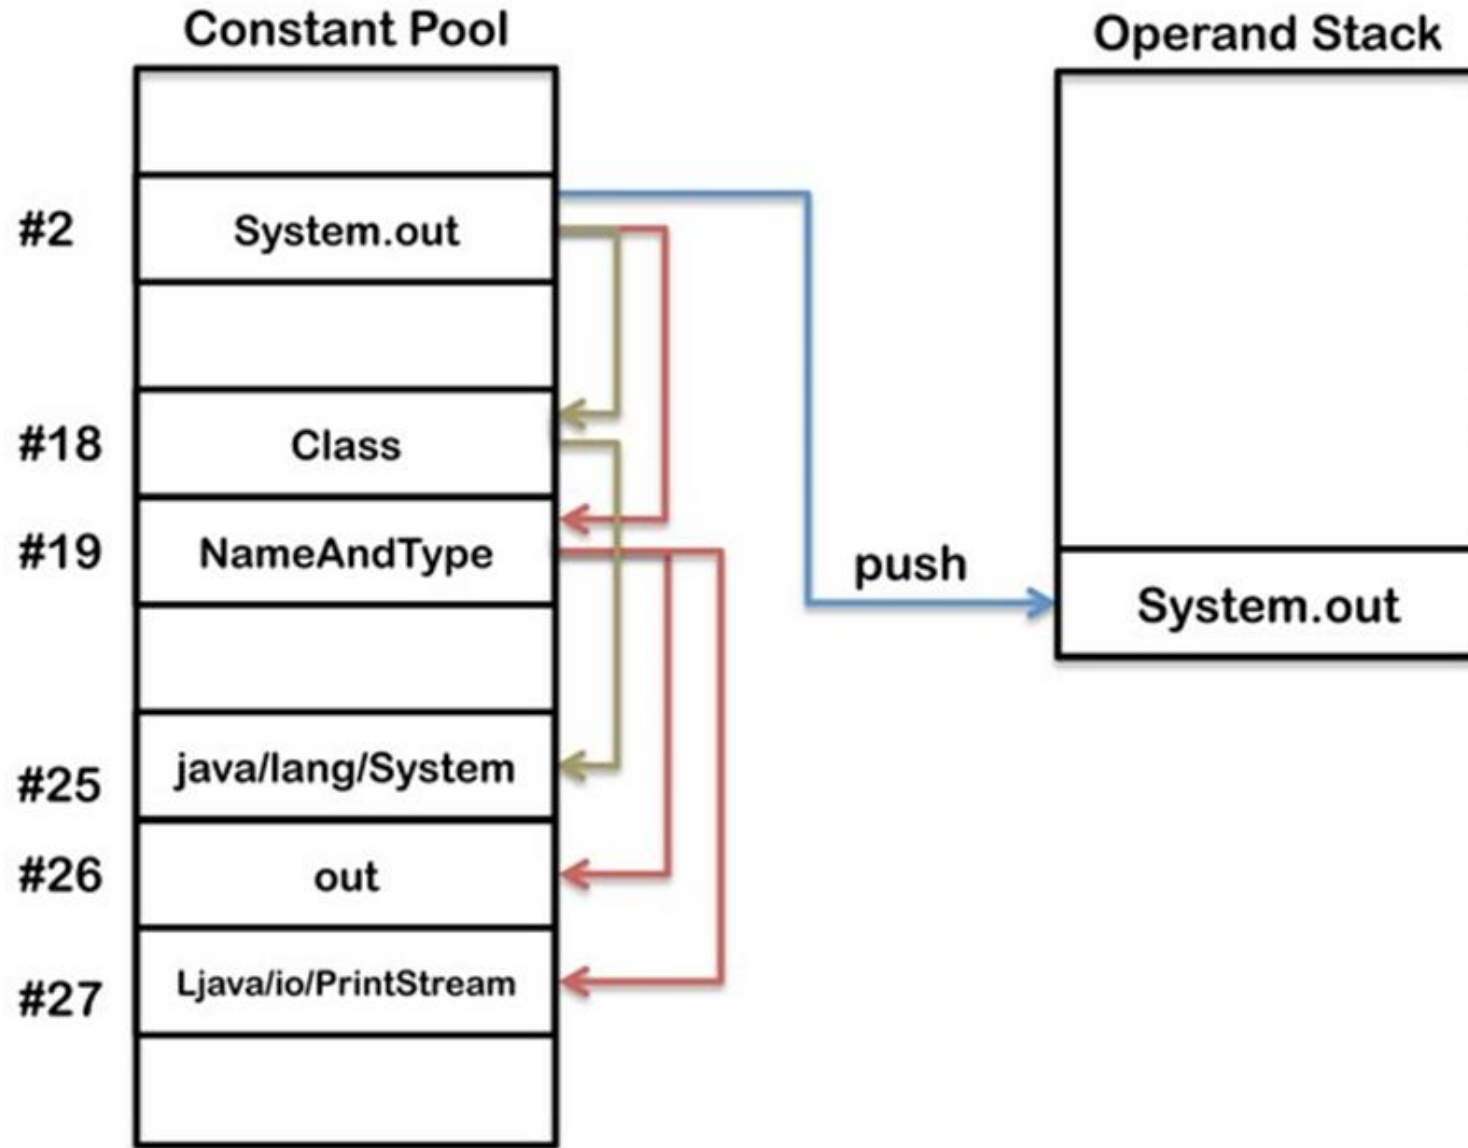 Constant Pool
Operand Stack
#2
System.out
#18
Class
#19
NameAndType
push
System.out
#25
java/lang/System
#26
out
#27
Ljava/io/PrintStream